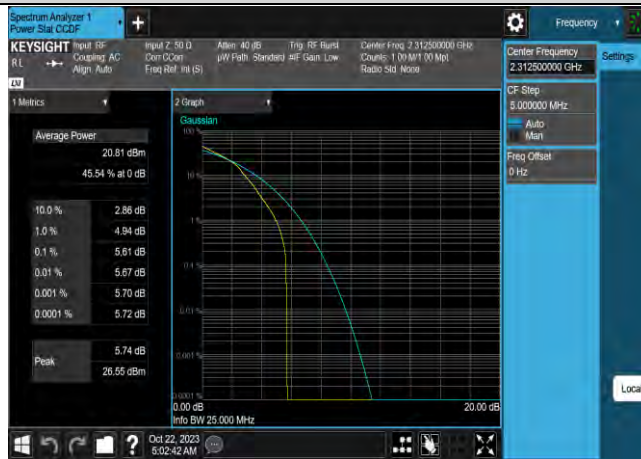 Spectrum Analyzer 1
Power Stat CCDF
Frequency
KEYSIGHT
RL
Input: RF
Coupling: AC
Align: Auto
Input Z: 50 Ω
Corr CCorr
Freq Ref: Int (S)
Atten: 40 dB
µW Path: Standard
Trig: RF Burst
#IF Gain: Low
Center Freq: 2.312500000 GHz
Counts: 1.00 M/1.00 Mpt
Radio Std: None
1 Metrics
Average Power
20.81 dBm
45.54 % at 0 dB
10.0 % 2.86 dB
1.0 % 4.94 dB
0.1 % 5.61 dB
0.01 % 5.67 dB
0.001 % 5.70 dB
0.0001 % 5.72 dB
Peak
5.74 dB
26.55 dBm
2 Graph
Gaussian
100 %
10 %
1 %
0.1 %
0.01 %
0.001 %
0.0001 %
0.00 dB
20.00 dB
Info BW 25.000 MHz
Center Frequency
2.312500000 GHz
Settings
CF Step
5.000000 MHz
Auto
Man
Freq Offset
0 Hz
Local
?
Oct 22, 2023
5:02:42 AM